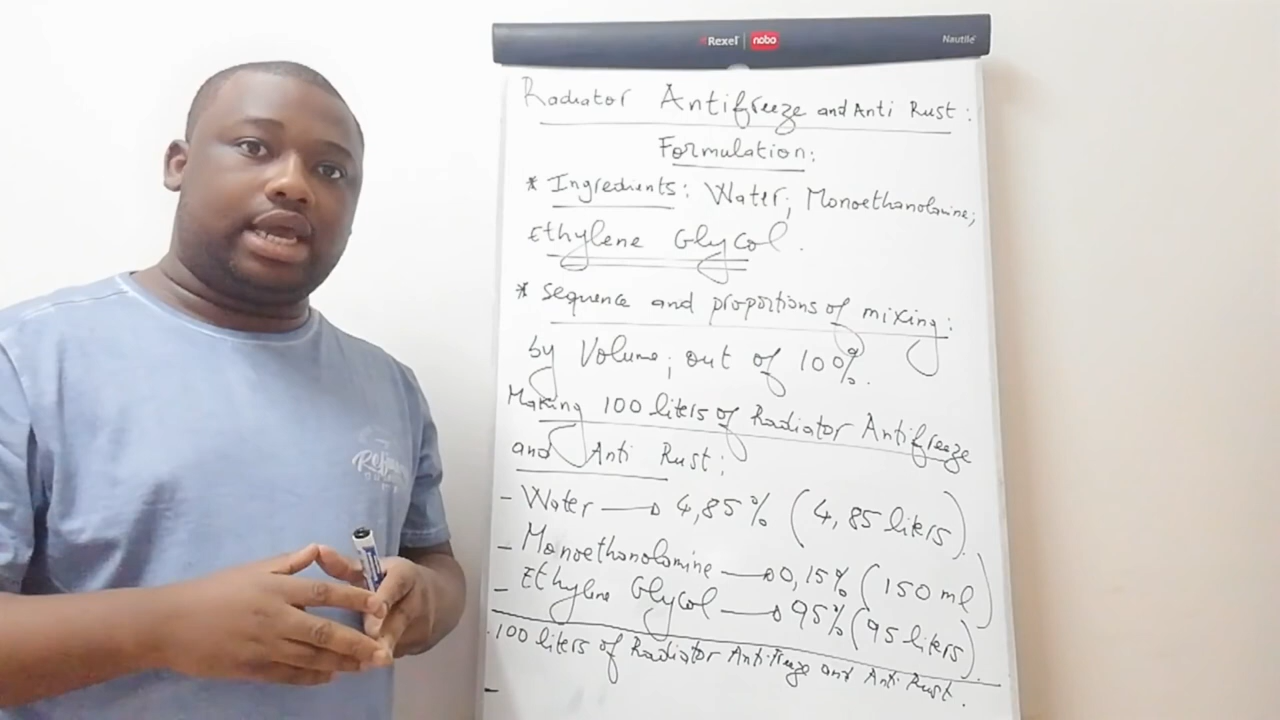 Rexel nobo Nautile
Radiator Antifreeze and Anti Rust:
Formulation:
* Ingredients: Water; Monoethanolamine;
Ethylene Glycol.
* Sequence and proportions of mixing:
by Volume; out of 100%.
Making 100 liters of Radiator Antifreeze
and Anti Rust:
- Water → 4,85% (4,85 liters).
- Monoethanolamine → 0,15% (150 ml)
- Ethylene Glycol → 95% (95 liters).
100 liters of Radiator Antifreeze and Anti Rust.